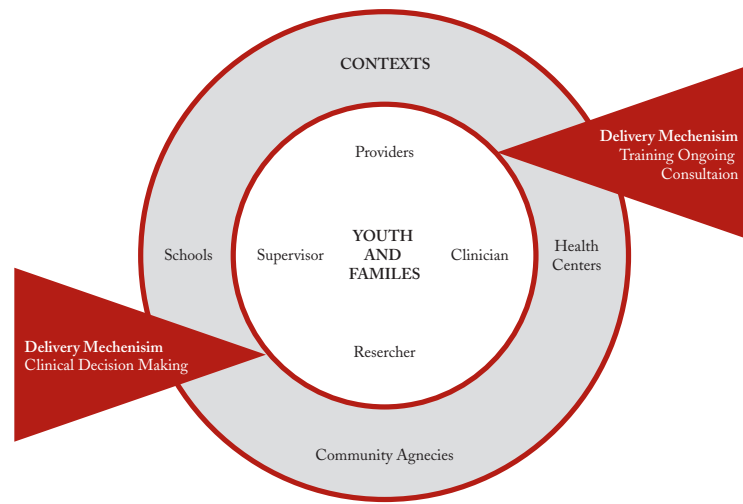 CONTEXTS
Delivery Mechenisim
Training Ongoing
Consultaion
Providers
Schools
Supervisor
YOUTH
AND
FAMILES
Clinician
Health
Centers
Delivery Mechenisim
Clinical Decision Making
Resercher
Community Agnecies